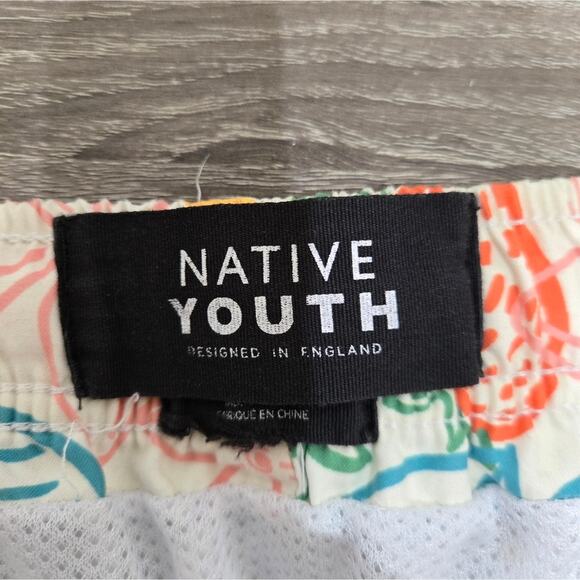 NATIVE
YOUTH
DESIGNED IN ENGLAND
EN CHINE